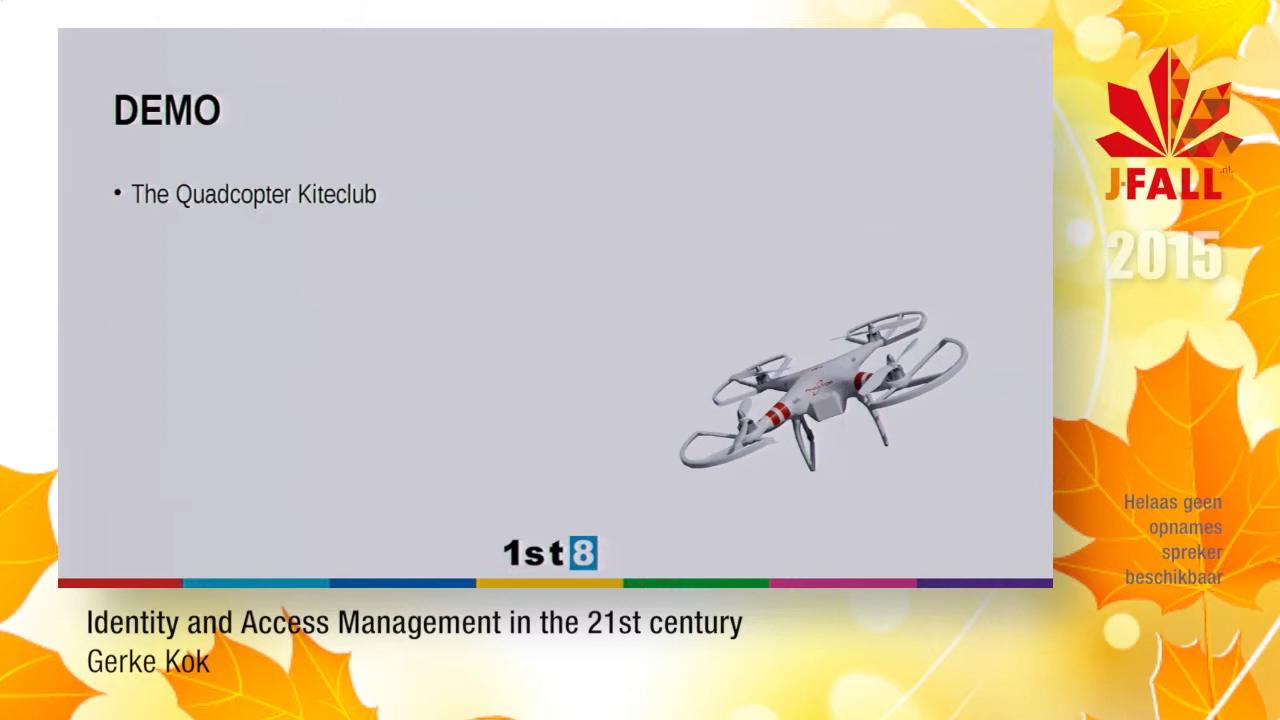 DEMO
• The Quadcopter Kiteclub
1st8
Identity and Access Management in the 21st century
Gerke Kok
J-FALL.nl
2015
Helaas geen
opnames
spreker
beschikbaar